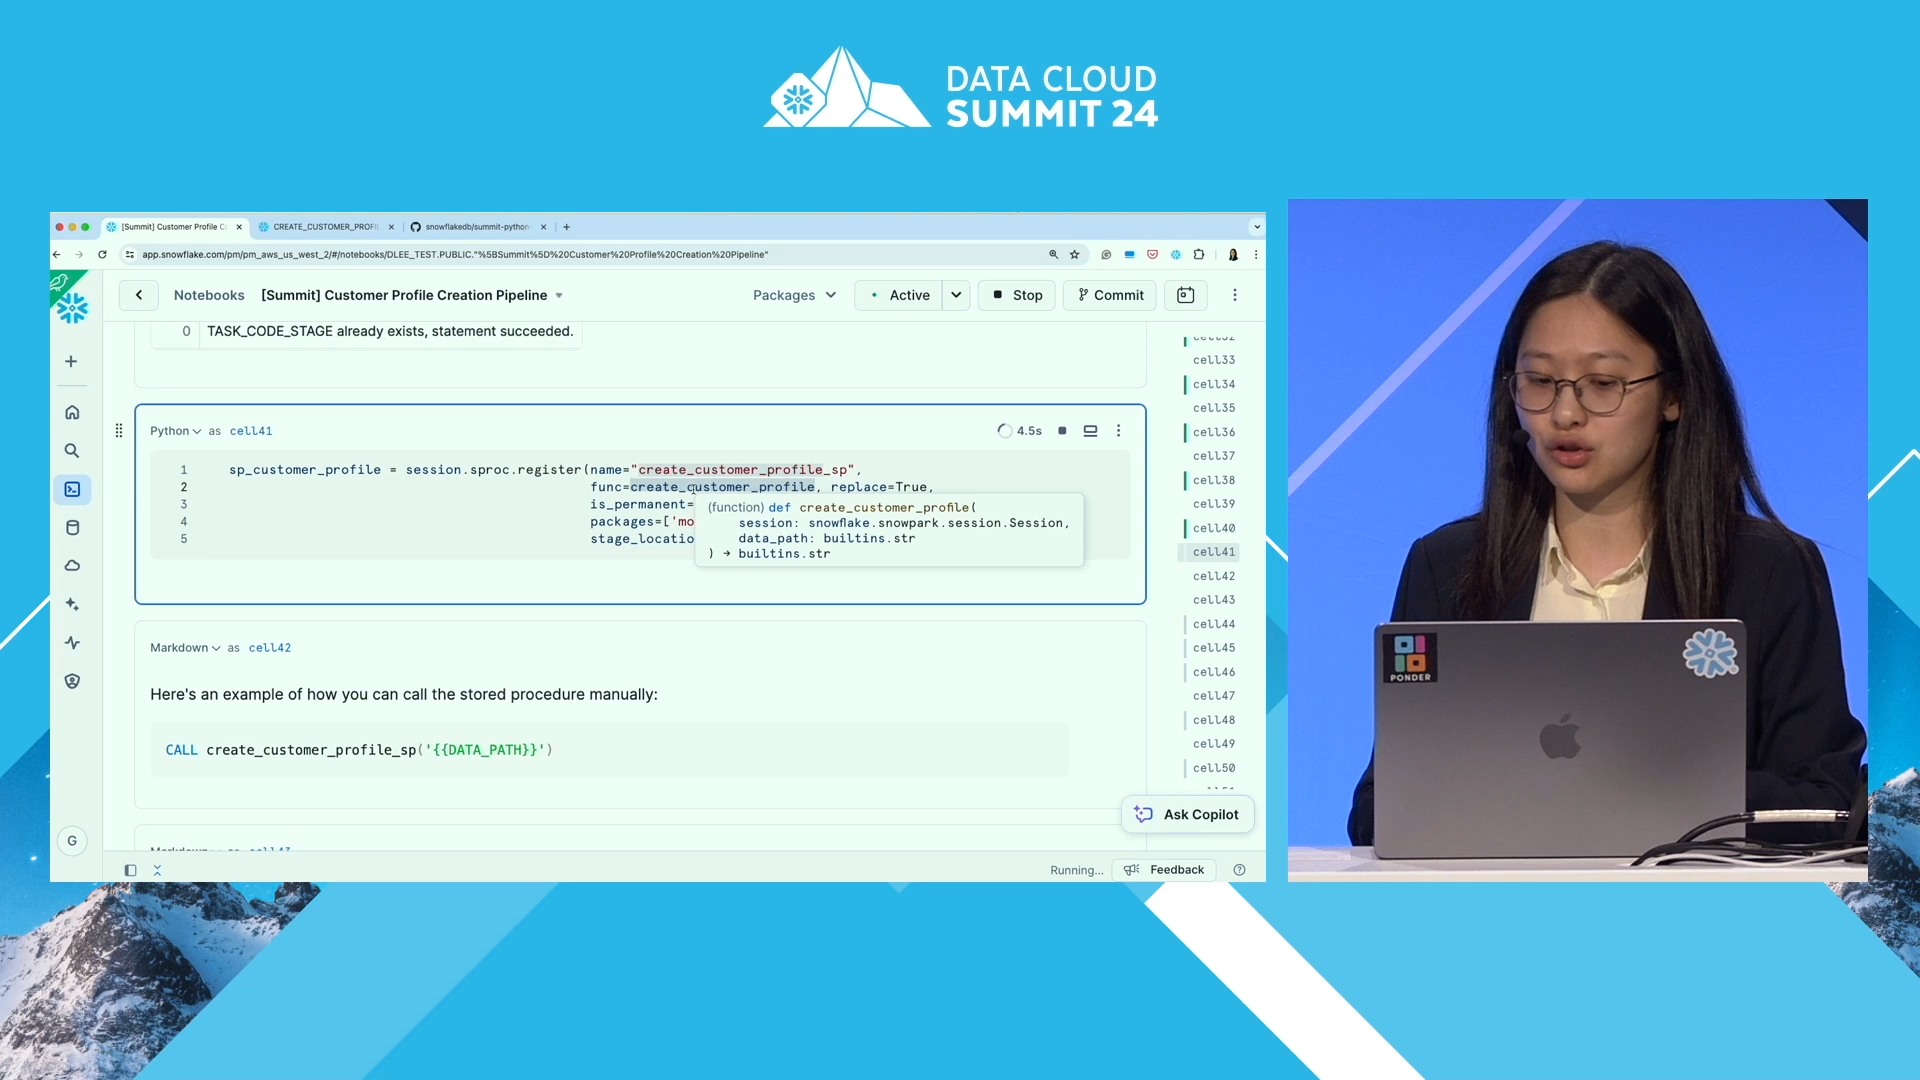 DATA CLOUD
SUMMIT 24
[Summit] Customer Profile C
CREATE_CUSTOMER_PROFIL
snowflakedb/summit-python
app.snowflake.com/pm/pm_aws_us_west_2/#/notebooks/DLEE_TEST.PUBLIC."%5BSummit%5D%20Customer%20Profile%20Creation%20Pipeline"
Notebooks [Summit] Customer Profile Creation Pipeline
Packages
Active
Stop
Commit
0 TASK_CODE_STAGE already exists, statement succeeded.
Python as cell41
4.5s
1 sp_customer_profile = session.sproc.register(name="create_customer_profile_sp",
2 func=create_customer_profile, replace=True,
3 is_permanent=
4 packages=['mo
5 stage_locatio
(function) def create_customer_profile(
session: snowflake.snowpark.session.Session,
data_path: builtins.str
) → builtins.str
Markdown as cell42
Here's an example of how you can call the stored procedure manually:
CALL create_customer_profile_sp('{{DATA_PATH}}')
Markdown as cell43
cell32
cell33
cell34
cell35
cell36
cell37
cell38
cell39
cell40
cell41
cell42
cell43
cell44
cell45
cell46
cell47
cell48
cell49
cell50
Ask Copilot
G
Running...
Feedback
PONDER